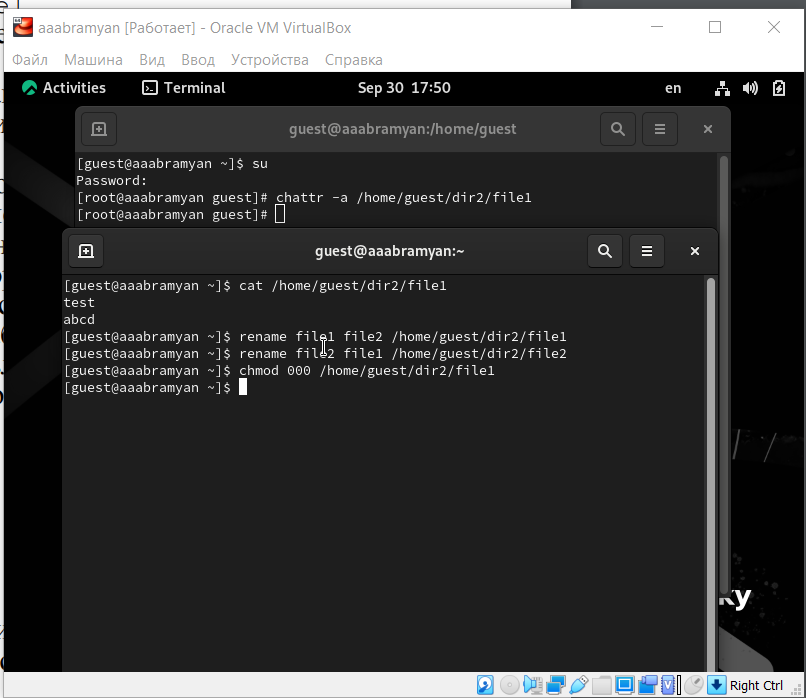 aaabramyan [Работает] - Oracle VM VirtualBox
Файл Машина Вид Ввод Устройства Справка
Activities Terminal Sep 30 17:50 en
guest@aaabramyan:/home/guest
[guest@aaabramyan ~]$ su
Password:
[root@aaabramyan guest]# chattr -a /home/guest/dir2/file1
[root@aaabramyan guest]#
guest@aaabramyan:~
[guest@aaabramyan ~]$ cat /home/guest/dir2/file1
test
abcd
[guest@aaabramyan ~]$ rename file1 file2 /home/guest/dir2/file1
[guest@aaabramyan ~]$ rename file2 file1 /home/guest/dir2/file2
[guest@aaabramyan ~]$ chmod 000 /home/guest/dir2/file1
[guest@aaabramyan ~]$
Right Ctrl